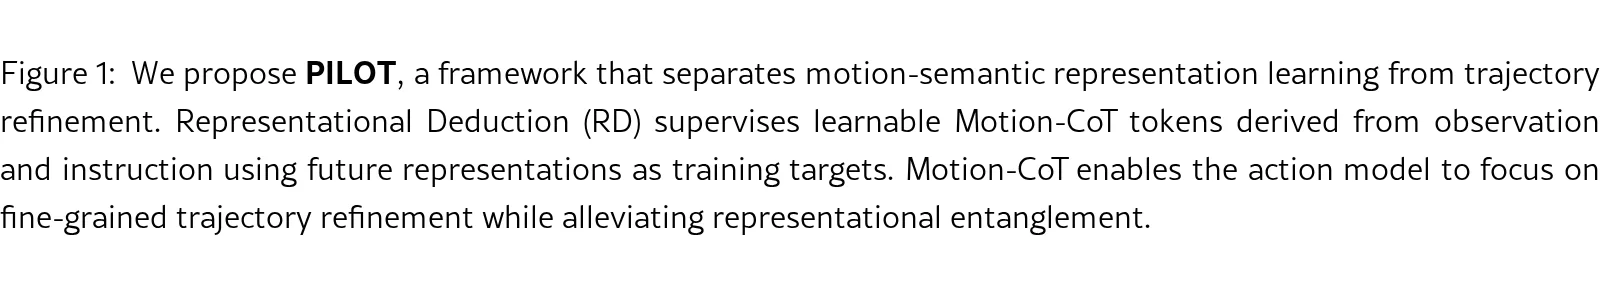 Figure 1: We propose PILOT, a framework that separates motion-semantic representation learning from trajectory
refinement. Representational Deduction (RD) supervises learnable Motion-CoT tokens derived from observation
and instruction using future representations as training targets. Motion-CoT enables the action model to focus on
fine-grained trajectory refinement while alleviating representational entanglement.